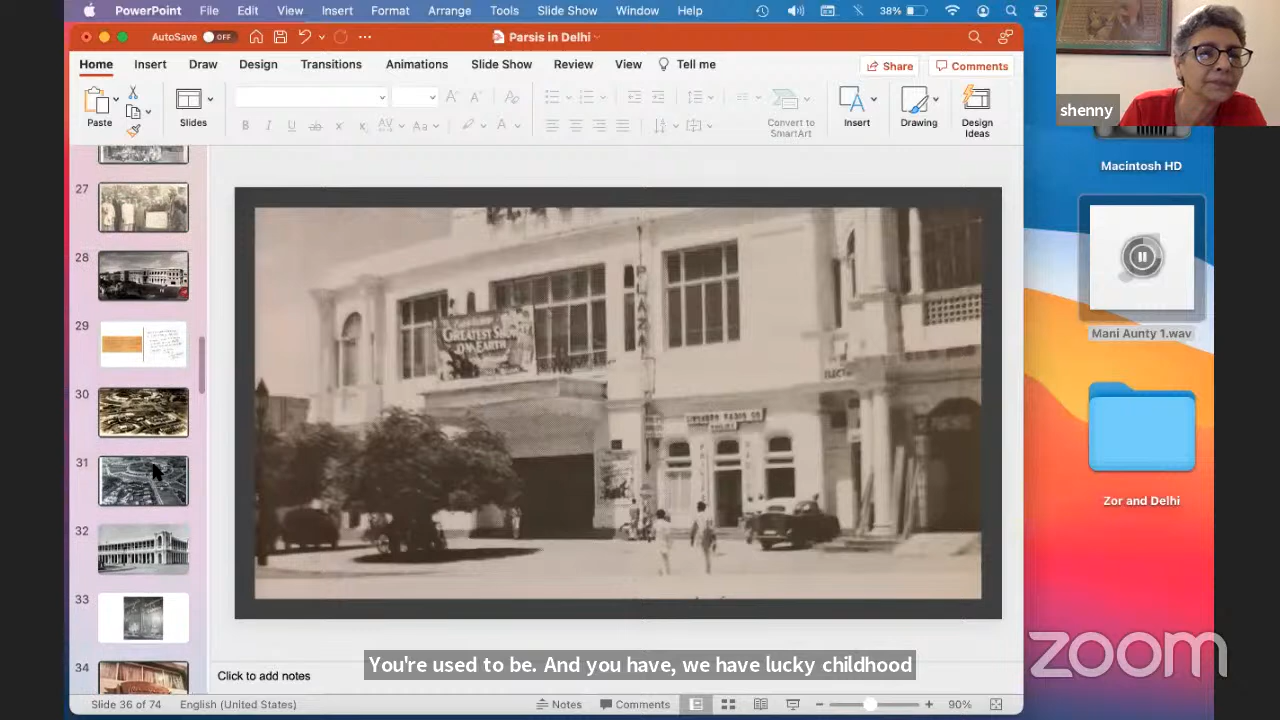 PowerPoint File Edit View Insert Format Arrange Tools Slide Show Window Help 38%
AutoSave OFF Parsis in Delhi
Home Insert Draw Design Transitions Animations Slide Show Review View Tell me Share Comments
Paste Slides Convert to SmartArt Insert Drawing Design Ideas
shenny
Macintosh HD
27
28
29
30
31
32
33
34
GREATEST SHOW
ON EARTH
PLAZA
RADIO CO
Mani Aunty 1.wav
Zor and Delhi
You're used to be. And you have, we have lucky childhood
Click to add notes
Slide 36 of 74 English (United States) Notes Comments 90%
zoom